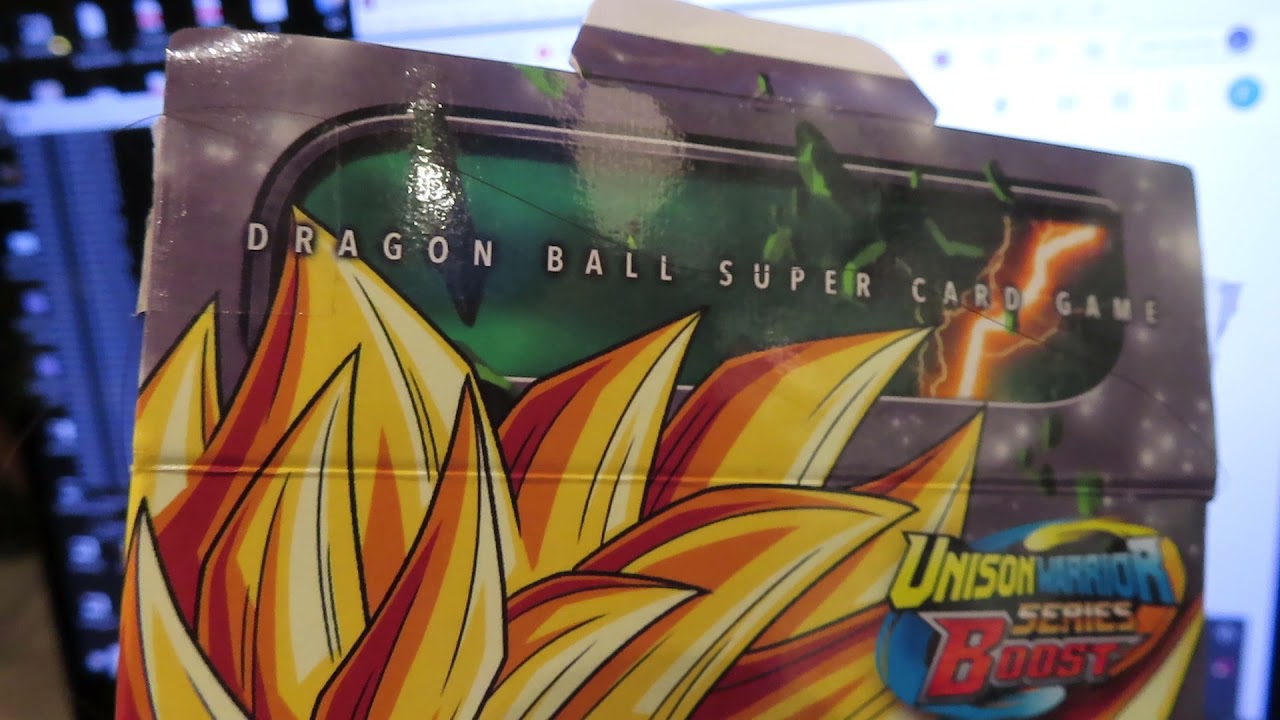 DRAGON BALL SUPER CARD GAME
UNISON WARRIOR
SERIES
BOOST